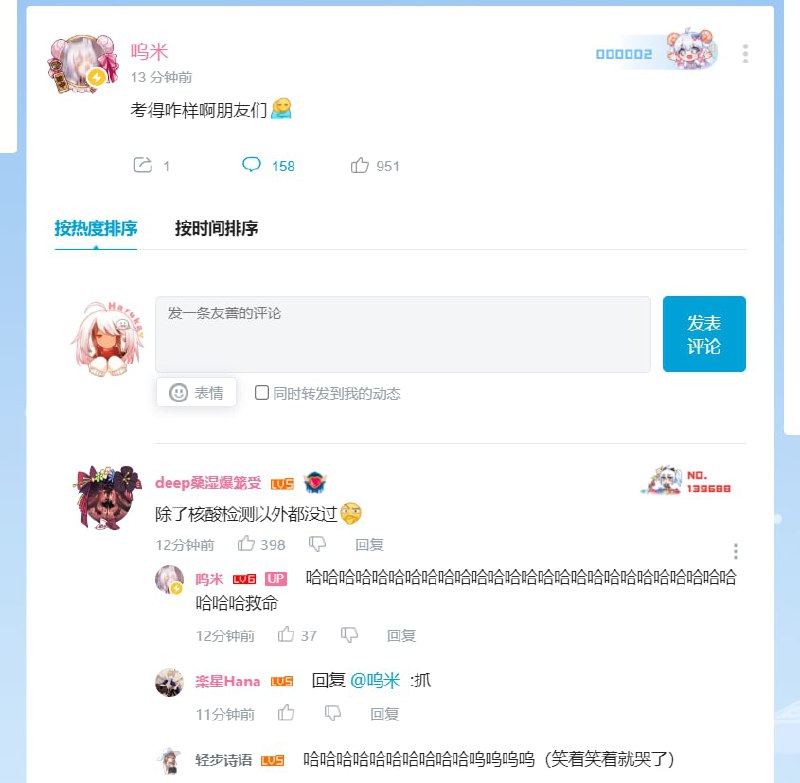 呜米
000002
13 分钟前
考得咋样啊朋友们
1
158
951
按热度排序
按时间排序
Haruka
发一条友善的评论
发表
评论
表情
同时转发到我的动态
deep桑湿爆笼受 LV5
NO.
139688
除了核酸检测以外都没过
12分钟前
398
回复
呜米 LV6 UP 哈哈哈哈哈哈哈哈哈哈哈哈哈哈哈哈哈哈哈哈哈哈哈哈哈哈
哈哈哈救命
12分钟前
37
回复
楽星Hana LV5 回复 @呜米 :抓
11分钟前
回复
轻步诗语 LV5 哈哈哈哈哈哈哈哈哈哈呜呜呜呜（笑着笑着就哭了）